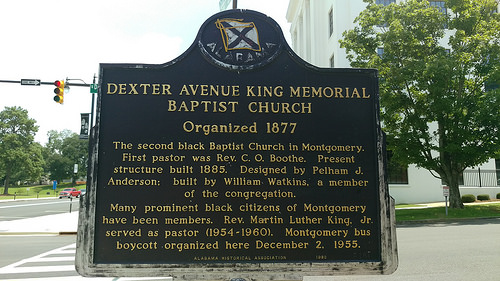 ALABAMA
DEXTER AVENUE KING MEMORIAL
BAPTIST CHURCH
Organized 1877
The second black Baptist Church in Montgomery.
First pastor was Rev. C. O. Boothe. Present
structure built 1885. Designed by Pelham J.
Anderson; built by William Watkins, a member
of the congregation.
Many prominent black citizens of Montgomery
have been members. Rev. Martin Luther King, Jr.
served as pastor (1954-1960). Montgomery bus
boycott organized here December 2, 1955.
ALABAMA HISTORICAL ASSOCIATION